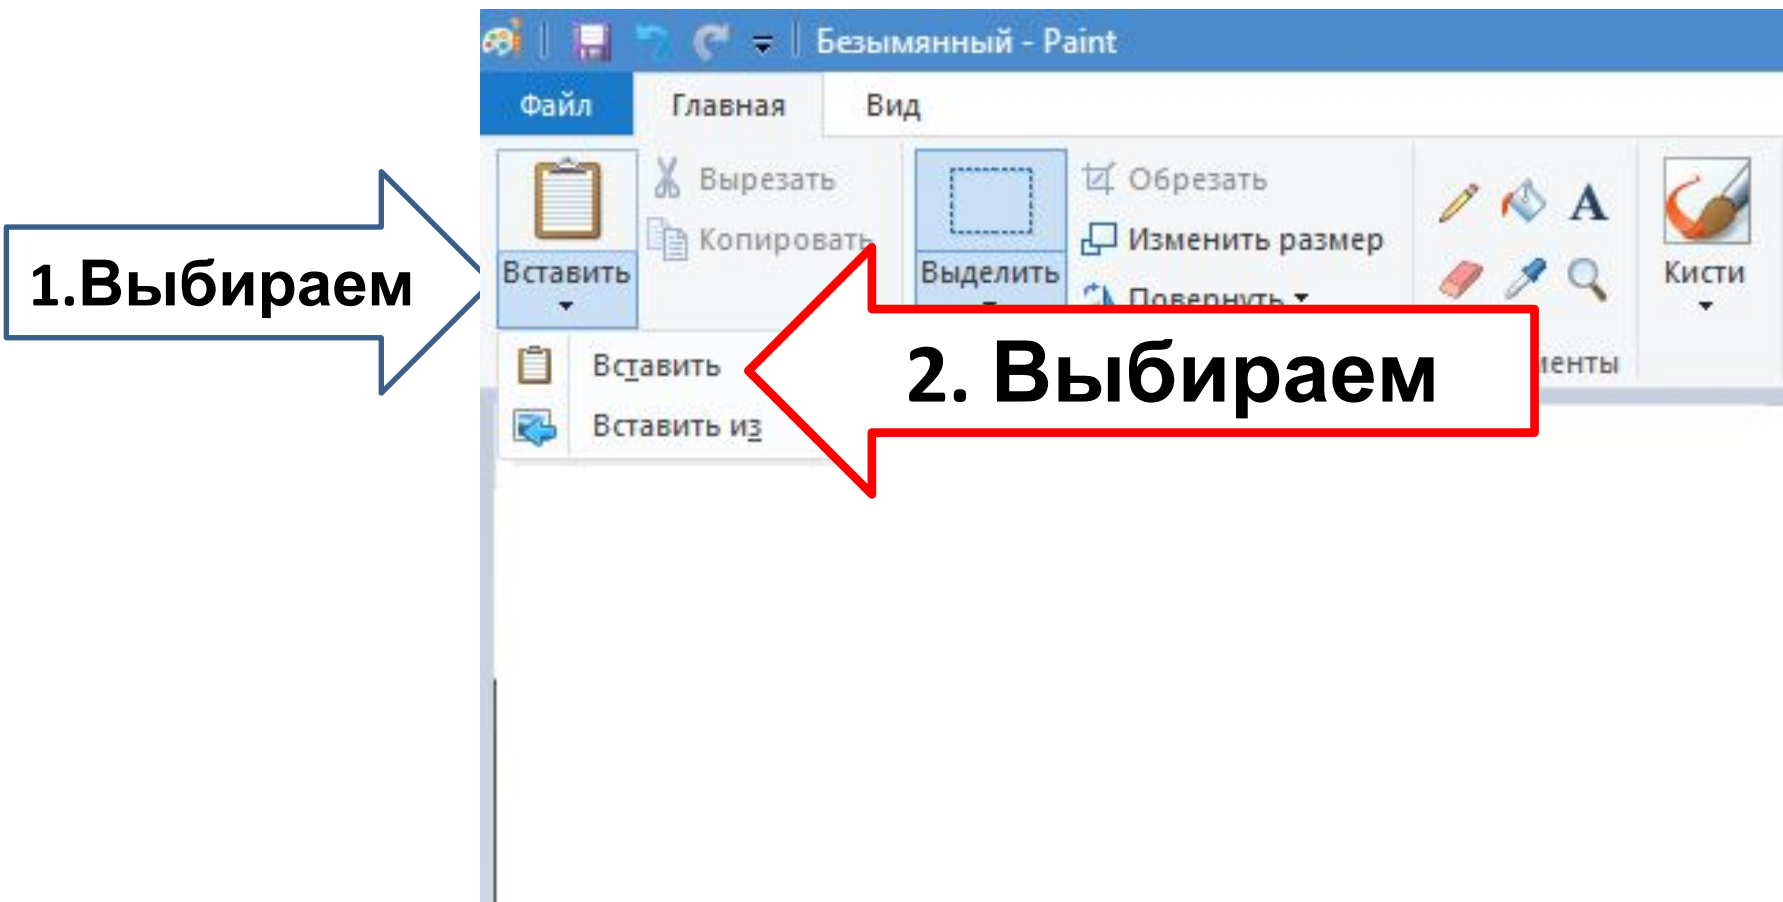 Безымянный - Paint
Файл Главная Вид
Вырезать
Копировать
Вставить
Выделить
Обрезать
Изменить размер
Повернуть
A
Кисти
1.Выбираем
Вставить
Вставить из
2. Выбираем